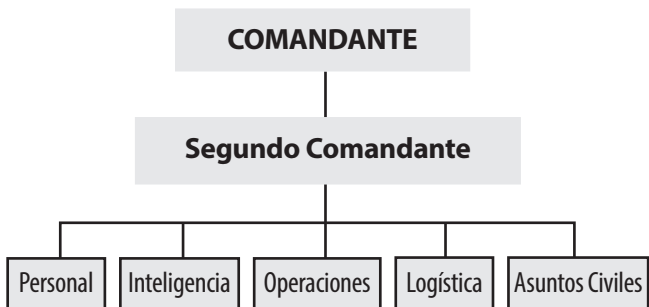 COMANDANTE
Segundo Comandante
Personal
Inteligencia
Operaciones
Logística
Asuntos Civiles